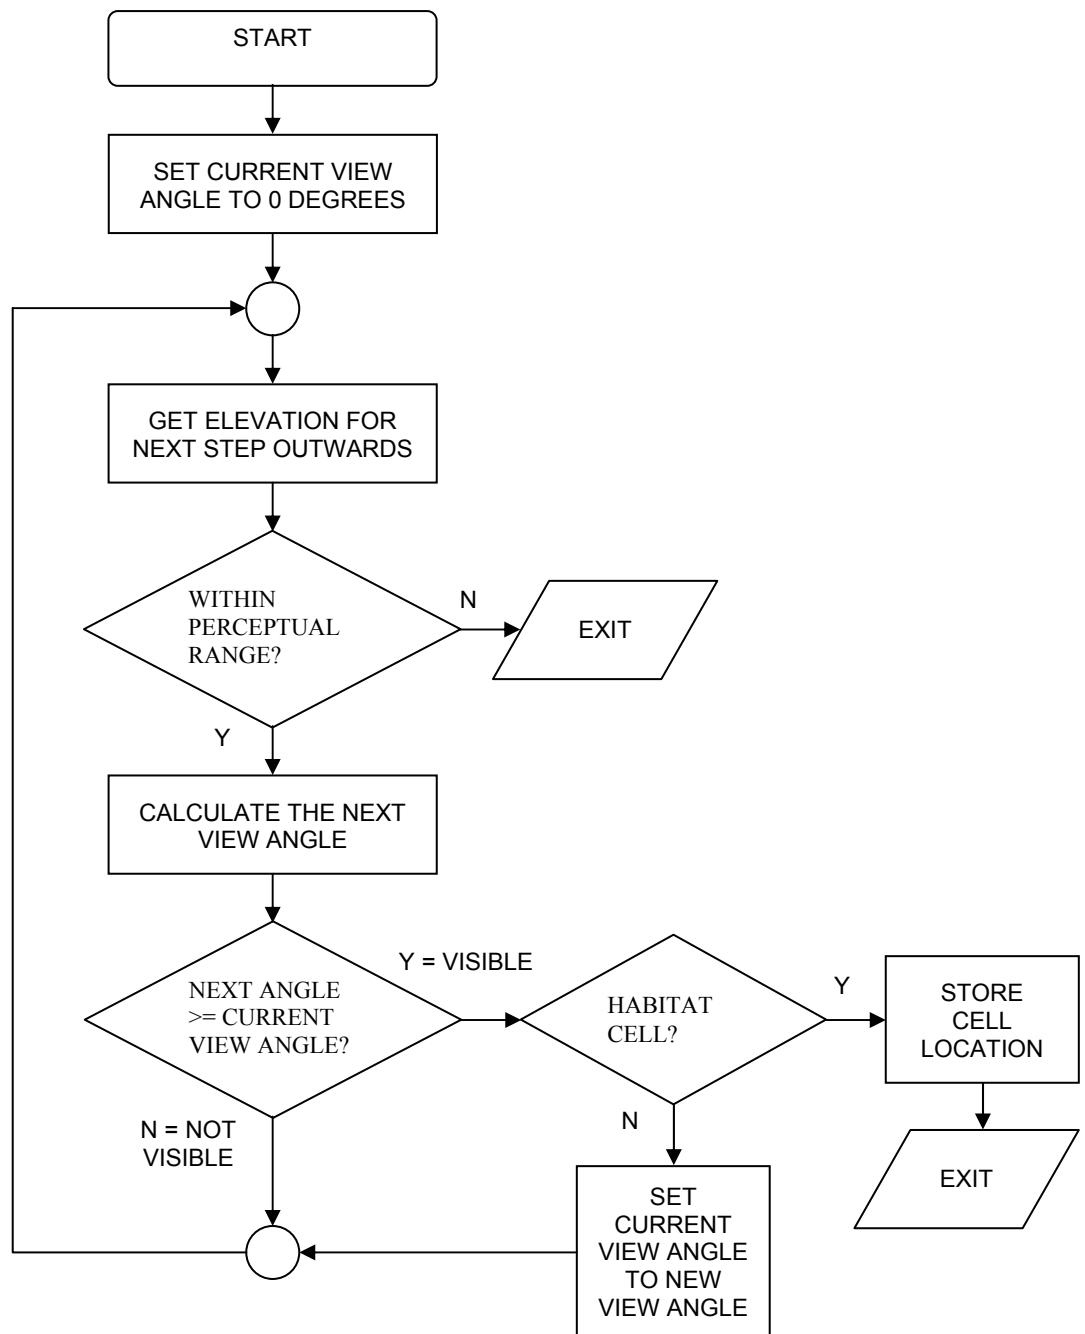 START
SET CURRENT VIEW
ANGLE TO 0 DEGREES
GET ELEVATION FOR
NEXT STEP OUTWARDS
WITHIN
PERCEPTUAL
RANGE?
N
EXIT
Y
CALCULATE THE NEXT
VIEW ANGLE
NEXT ANGLE
>= CURRENT
VIEW ANGLE?
Y = VISIBLE
HABITAT
CELL?
Y
STORE
CELL
LOCATION
N = NOT
VISIBLE
N
EXIT
SET
CURRENT
VIEW ANGLE
TO NEW
VIEW ANGLE